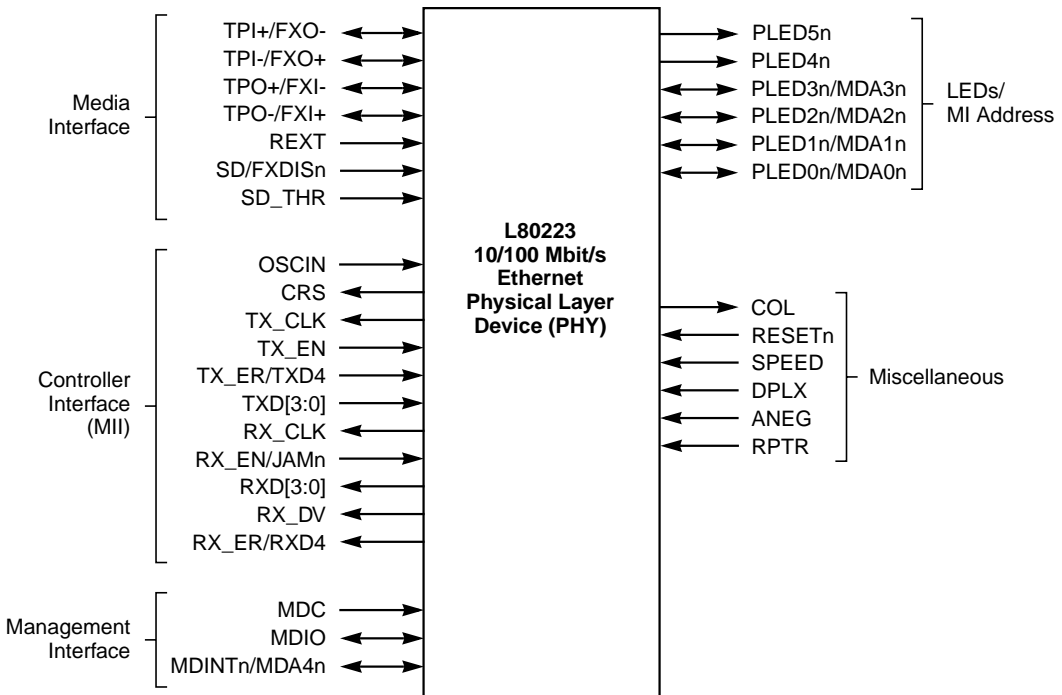 Media
Interface
TPI+/FXO-
TPI-/FXO+
TPO+/FXI-
TPO-/FXI+
REXT
SD/FXDISn
SD_THR
Controller
Interface
(MII)
OSCIN
CRS
TX_CLK
TX_EN
TX_ER/TXD4
TXD[3:0]
RX_CLK
RX_EN/JAMn
RXD[3:0]
RX_DV
RX_ER/RXD4
Management
Interface
MDC
MDIO
MDINTn/MDA4n
L80223
10/100 Mbit/s
Ethernet
Physical Layer
Device (PHY)
PLED5n
PLED4n
PLED3n/MDA3n
PLED2n/MDA2n
PLED1n/MDA1n
PLED0n/MDA0n
LEDs/
MI Address
COL
RESETn
SPEED
DPLX
ANEG
RPTR
Miscellaneous